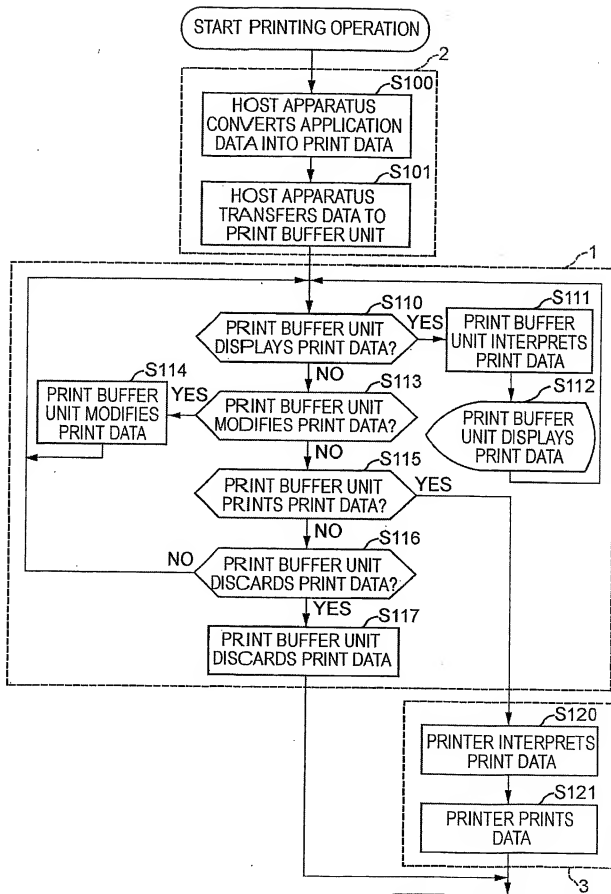 START PRINTING OPERATION
2
S100
HOST APPARATUS
CONVERTS APPLICATION
DATA INTO PRINT DATA
S101
HOST APPARATUS
TRANSFERS DATA TO
PRINT BUFFER UNIT
1
S110
PRINT BUFFER UNIT
DISPLAYS PRINT DATA?
YES
NO
S111
PRINT BUFFER
UNIT INTERPRETS
PRINT DATA
S112
PRINT BUFFER
UNIT DISPLAYS
PRINT DATA
S113
PRINT BUFFER UNIT
MODIFIES PRINT DATA?
YES
NO
S114
PRINT BUFFER
UNIT MODIFIES
PRINT DATA
S115
PRINT BUFFER UNIT
PRINTS PRINT DATA?
YES
NO
S116
PRINT BUFFER UNIT
DISCARDS PRINT DATA?
NO
YES
S117
PRINT BUFFER UNIT
DISCARDS PRINT DATA
S120
PRINTER INTERPRETS
PRINT DATA
S121
PRINTER PRINTS
DATA
3